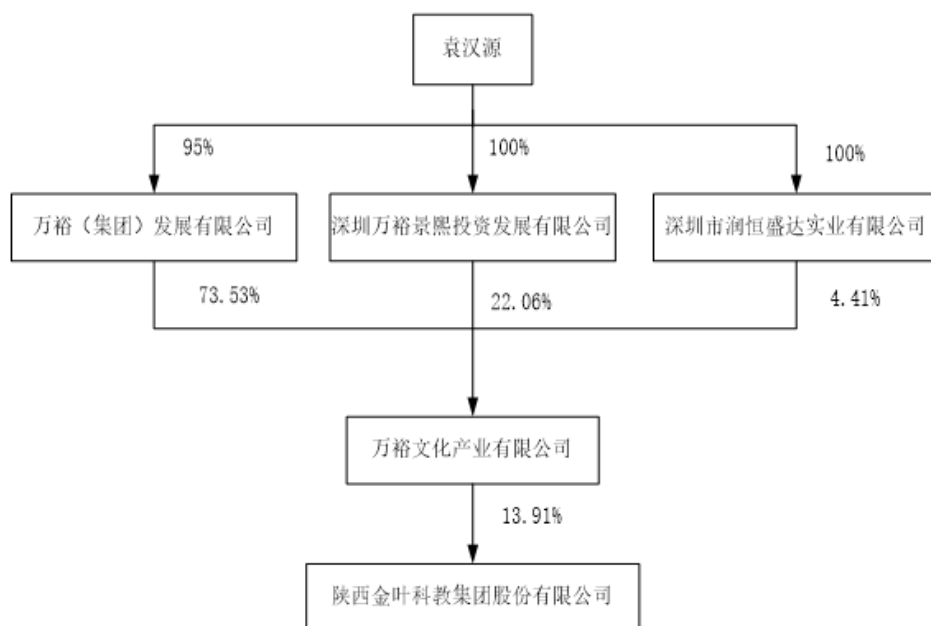 袁汉源
95%
100%
100%
万裕（集团）发展有限公司
深圳万裕景熙投资发展有限公司
深圳市润恒盛达实业有限公司
73.53%
22.06%
4.41%
万裕文化产业有限公司
13.91%
陕西金叶科教集团股份有限公司